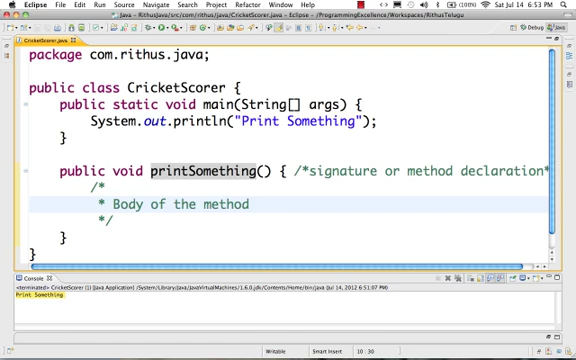 Eclipse File Edit Source Refactor Navigate Search Project Run Window Help Sat Jul 14 6:53 PM
Java - RithusJava/src/com/rithus/java/CricketScorer.java - Eclipse - /ProgrammingExcellence/Workspaces/RithusTelugu
Debug Java
CricketScorer.java
package com.rithus.java;
public class CricketScorer {
public static void main(String[] args) {
System.out.println("Print Something");
}
public void printSomething() { /*signature or method declaration*
/*
* Body of the method
*/
}
}
Console
<terminated> CricketScorer (1) [Java Application] /System/Library/Java/JavaVirtualMachines/1.6.0.jdk/Contents/Home/bin/java (Jul 14, 2012 6:51:07 PM)
Print Something
Writable Smart Insert 10 : 30